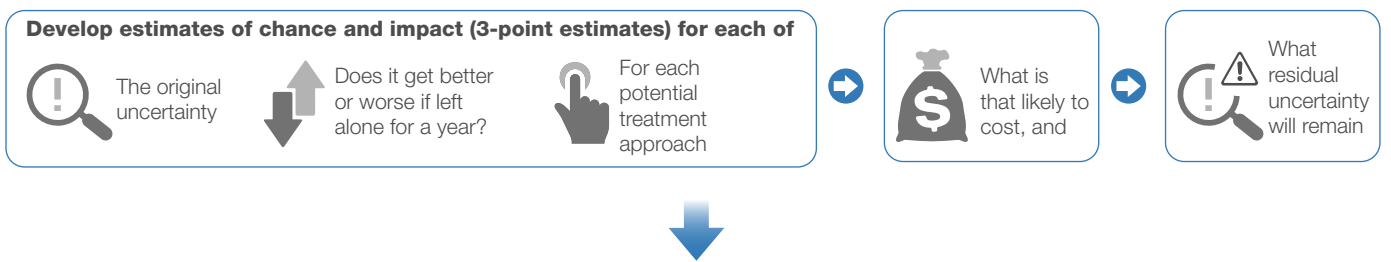 Develop estimates of chance and impact (3-point estimates) for each of
The original
uncertainty
Does it get better
or worse if left
alone for a year?
For each
potential
treatment
approach
What is
that likely to
cost, and
What
residual
uncertainty
will remain